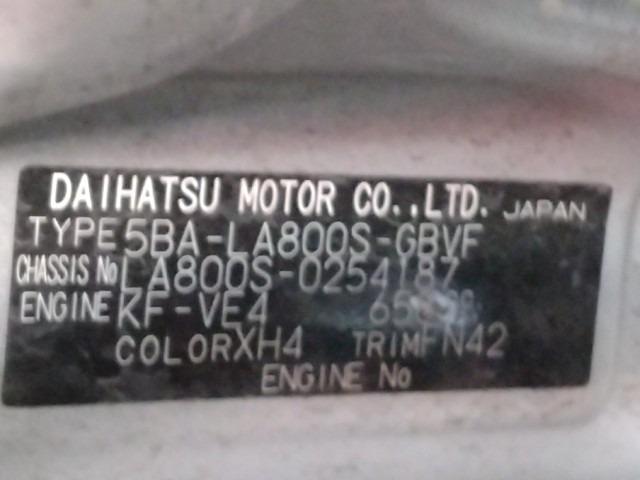 DAIHATSU MOTOR CO.,LTD. JAPAN
TYPE 5BA-LA800S-GBVF
CHASSIS No LA800S-0254187
ENGINE KF-VE4 658cc
COLOR XH4 TRIM FN42
ENGINE No